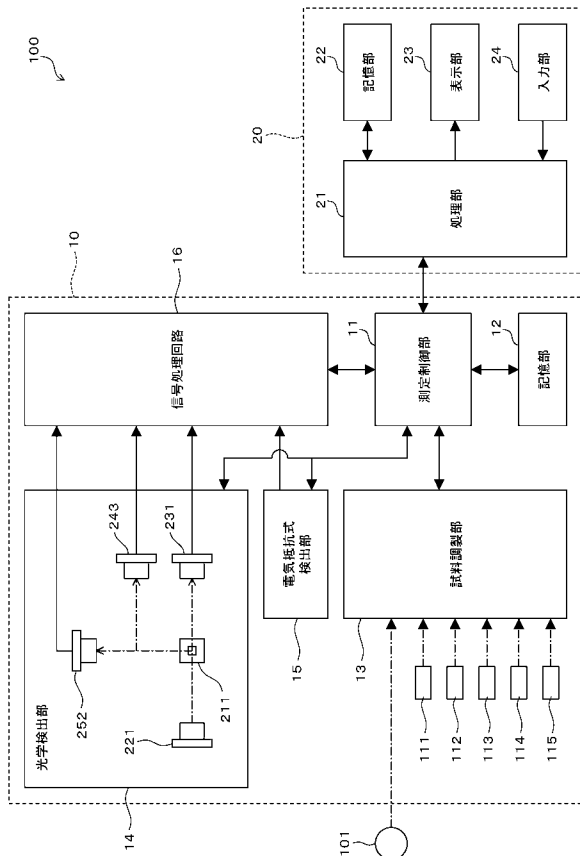 100
10
20
光学検出部
252
243
231
211
221
14
信号処理回路
16
電気抵抗式
検出部
15
測定制御部
11
記憶部
12
試料調製部
13
111
112
113
114
115
101
処理部
21
記憶部
22
表示部
23
入力部
24